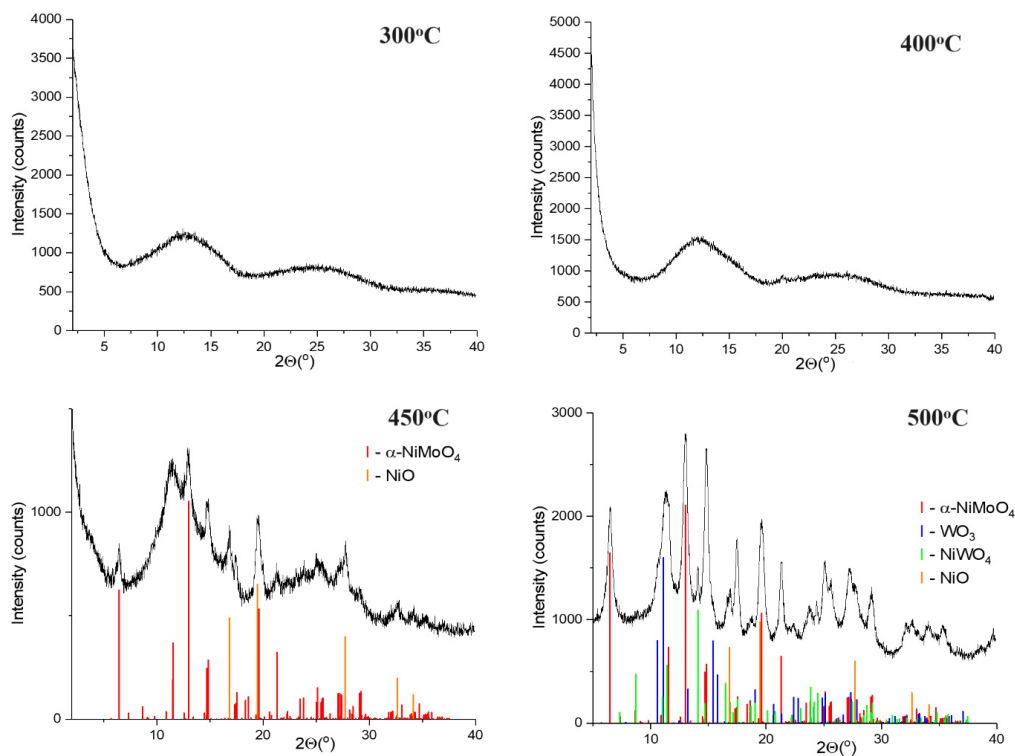 300°C
4000
3500
3000
2500
2000
1500
1000
500
0
Intensity (counts)
5 10 15 20 25 30 35 40
2Θ(°)
400°C
5000
4500
4000
3500
3000
2500
2000
1500
1000
500
0
Intensity (counts)
5 10 15 20 25 30 35 40
2Θ(°)
450°C
- α-NiMoO₄
- NiO
1000
0
Intensity (counts)
10 20 30 40
2Θ(°)
500°C
- α-NiMoO₄
- WO₃
- NiWO₄
- NiO
3000
2000
1000
0
Intensity (counts)
10 20 30 40
2Θ(°)